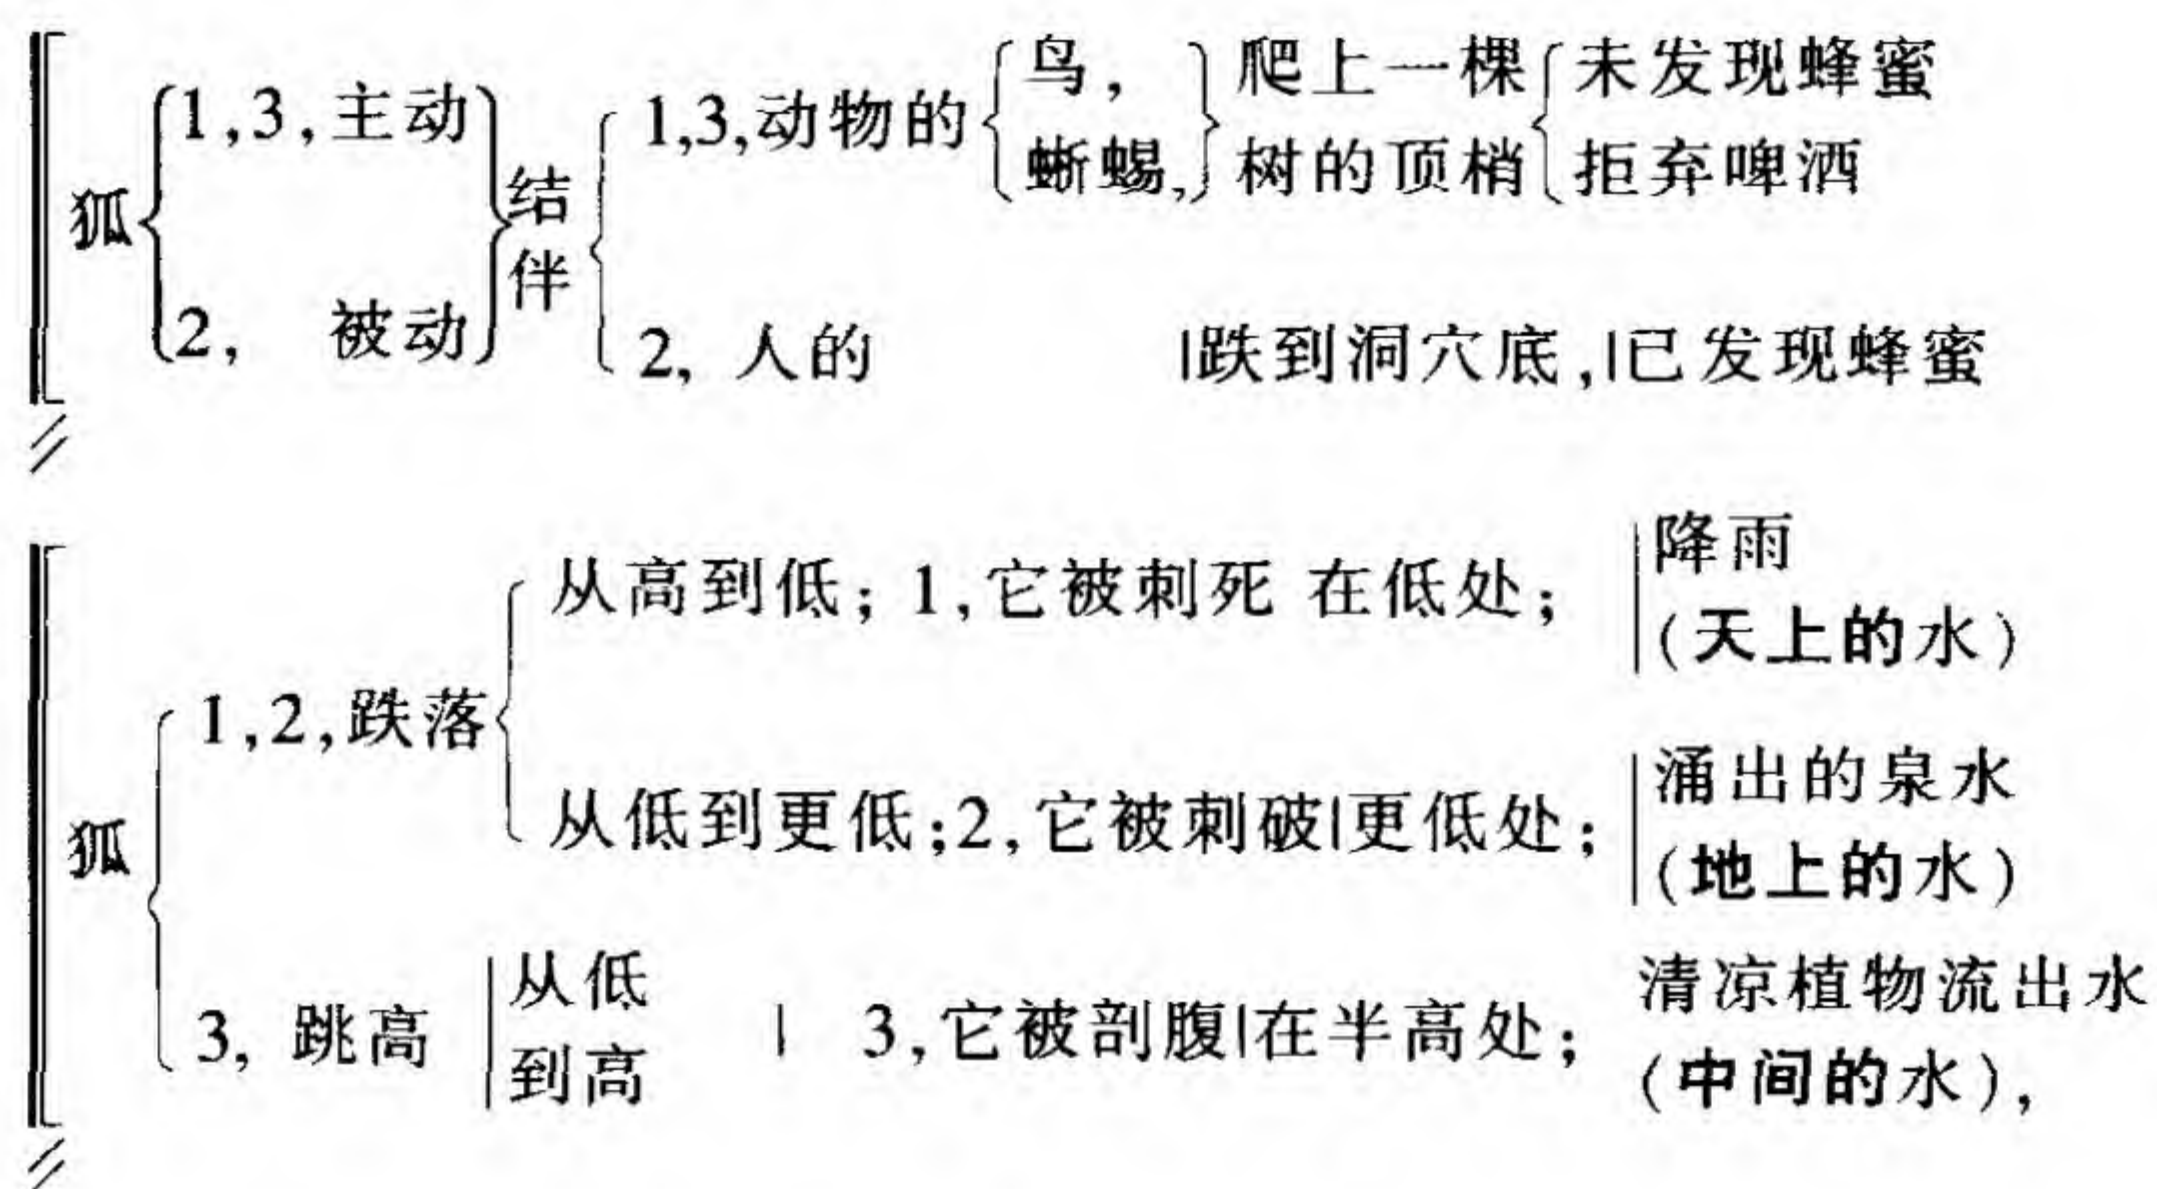 鸟, 爬上一棵 未发现蜂蜜
1,3,主动 1,3,动物的
蜥蜴, 树的顶梢 拒弃啤洒
狐 结伴
2, 被动 2, 人的 跌到洞穴底, 已发现蜂蜜
降雨
从高到低; 1,它被刺死 在低处;
(天上的水)
1,2,跌落
涌出的泉水
从低到更低;2,它被刺破 更低处;
狐 (地上的水)
从低 清凉植物流出水
3, 跳高 3,它被剖腹 在半高处;
到高 (中间的水),